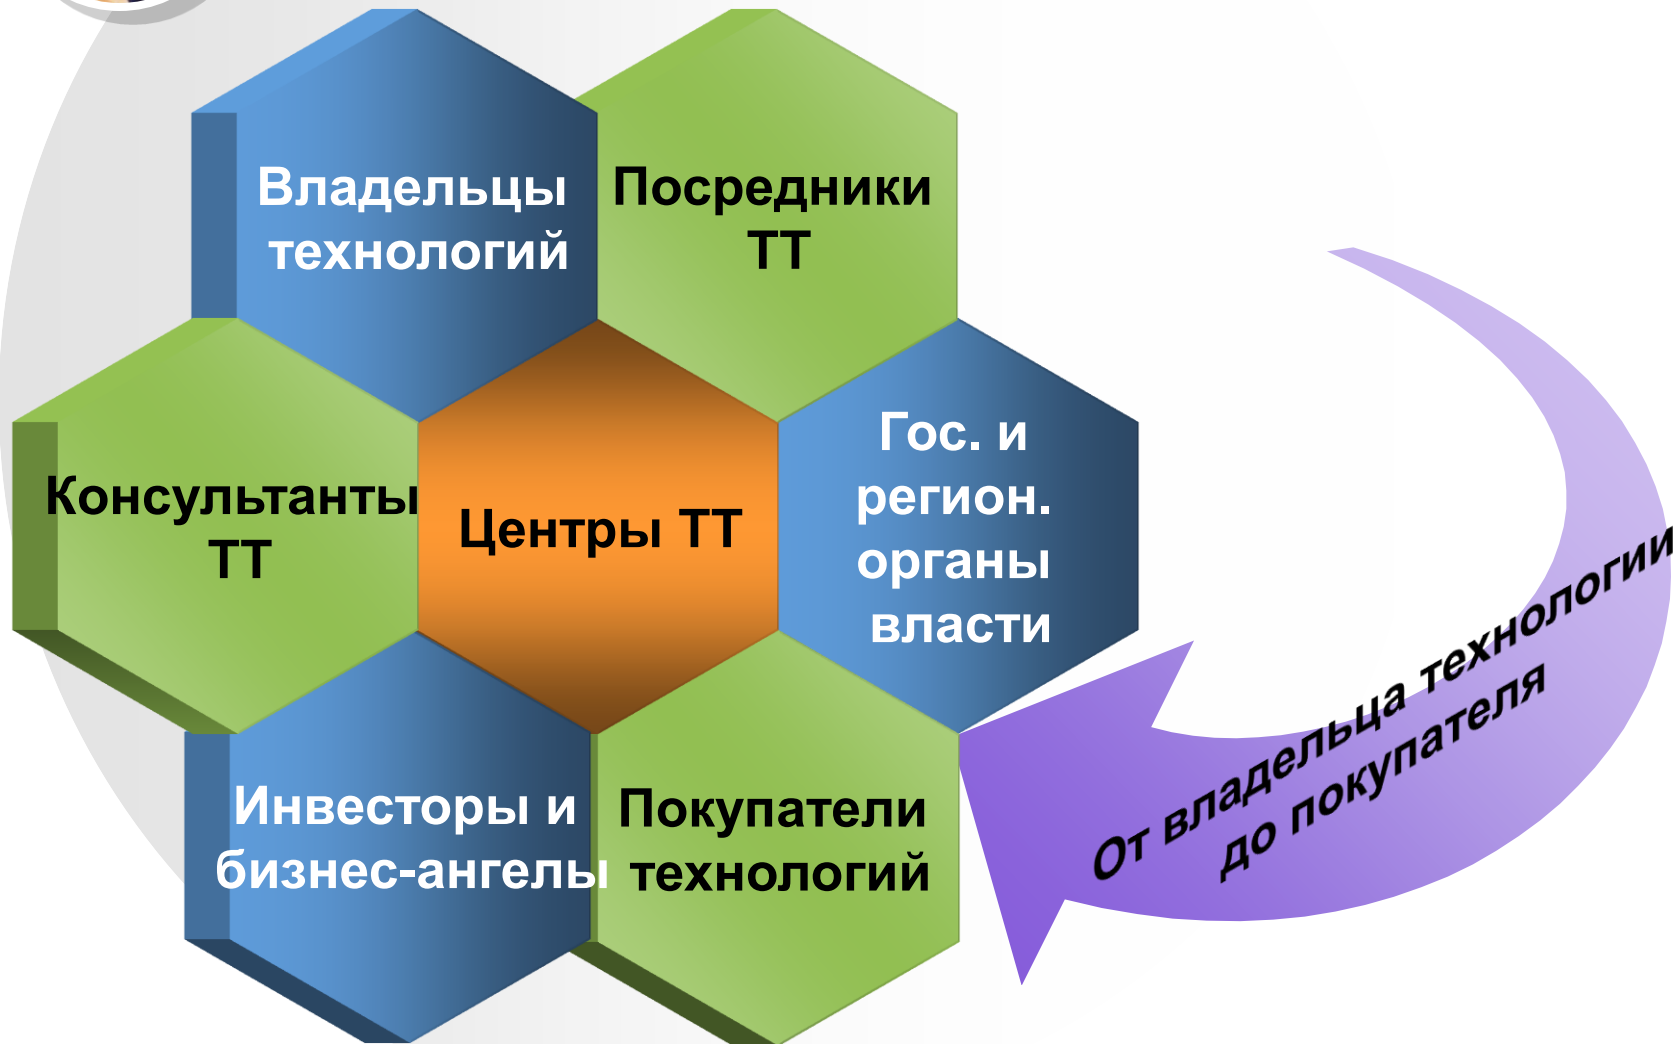 Владельцы
технологий
Посредники
ТТ
Консультанты
ТТ
Центры ТТ
Гос. и
регион.
органы
власти
Инвесторы и
бизнес-ангелы
Покупатели
технологий
От владельца технологии
до покупателя